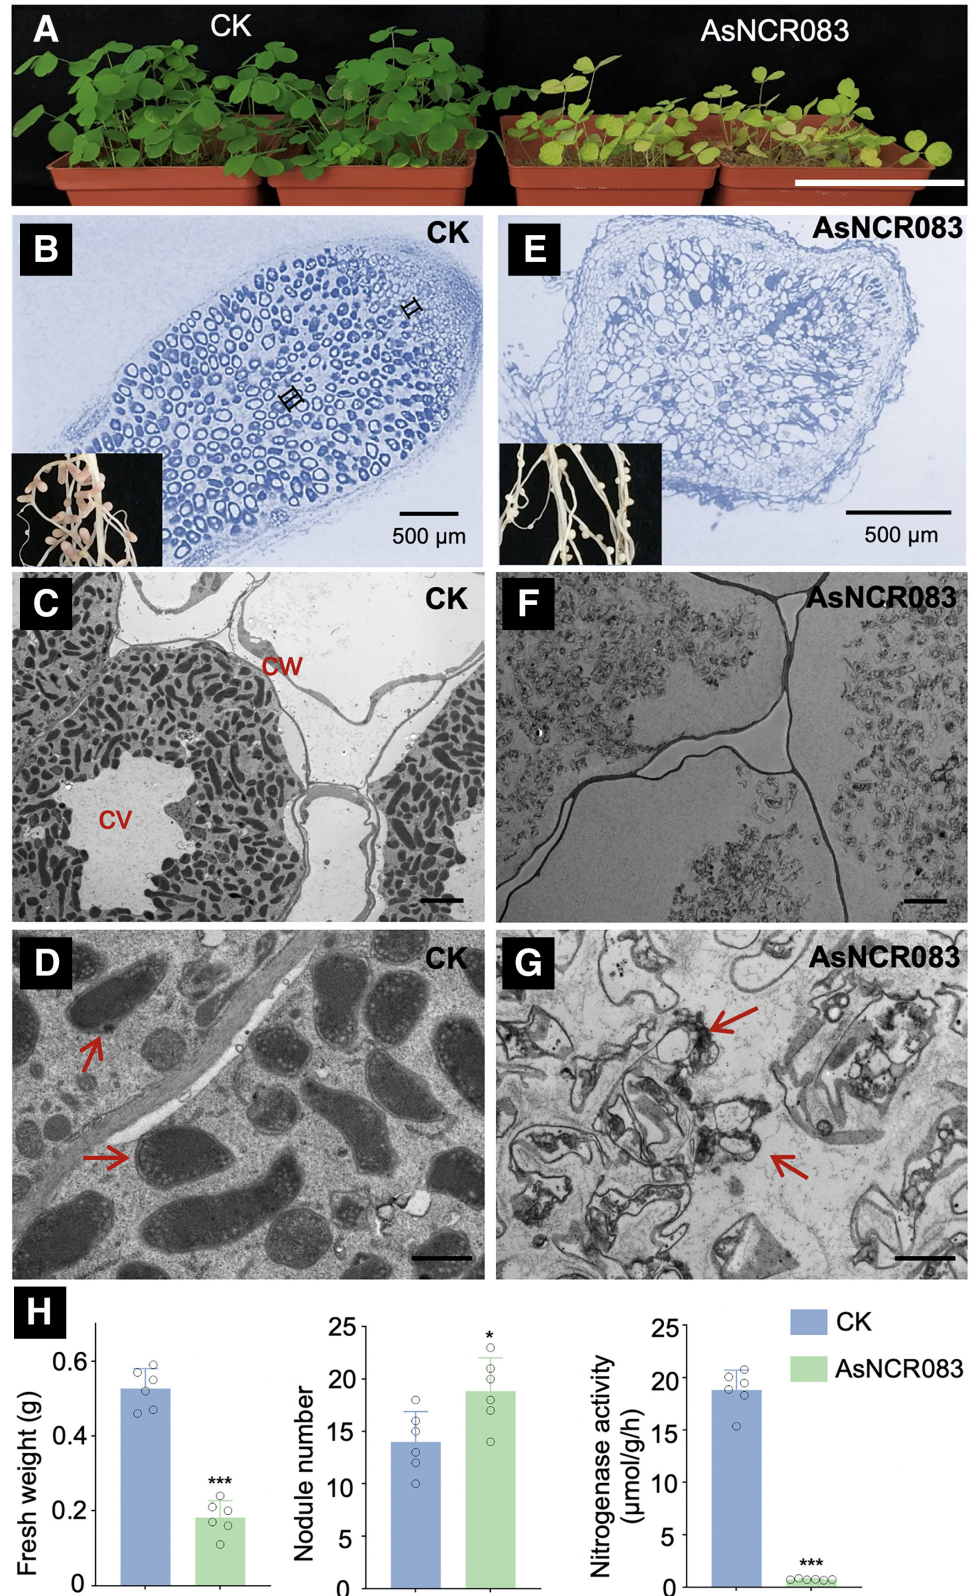 A
CK
AsNCR083
B
CK
II
III
500 µm
E
AsNCR083
500 µm
C
CK
CW
CV
F
AsNCR083
D
CK
G
AsNCR083
H
Fresh weight (g)
0.6
0.4
0.2
0
***
Nodule number
25
20
15
10
5
0
*
Nitrogenase activity
(µmol/g/h)
25
20
15
10
5
0
***
CK
AsNCR083